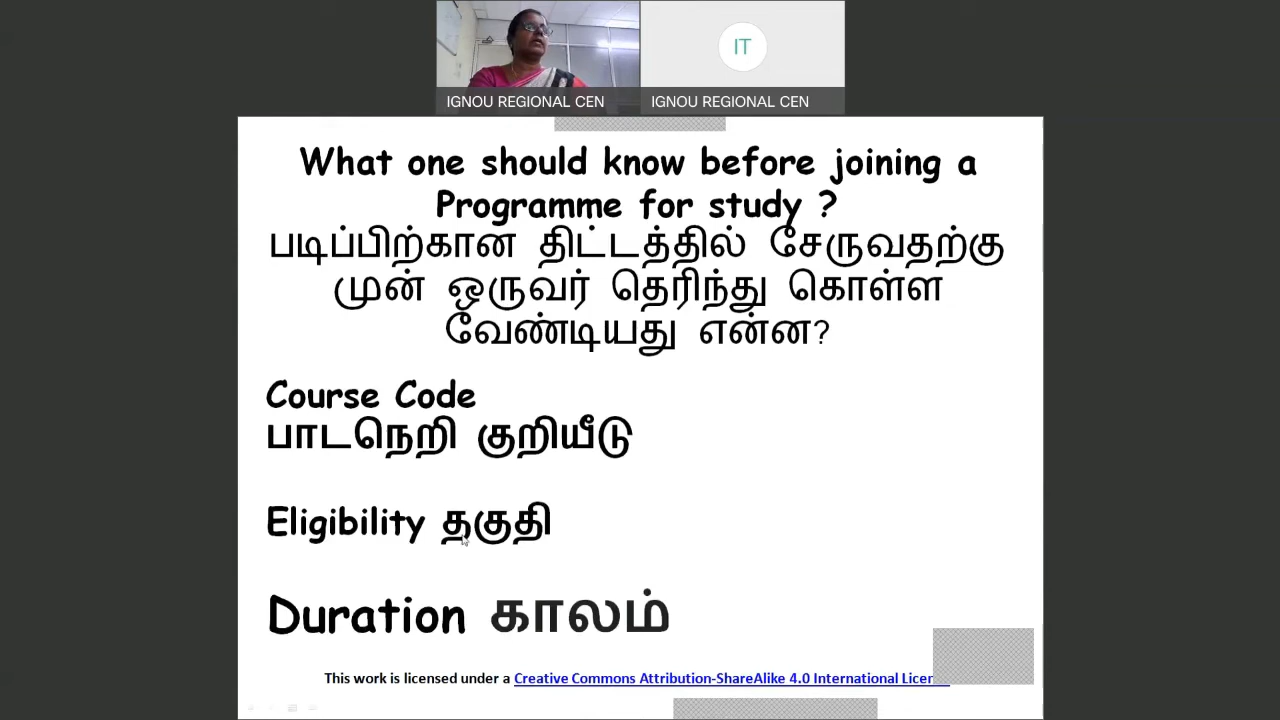 IT
IGNOU REGIONAL CEN
IGNOU REGIONAL CEN
What one should know before joining a
Programme for study ?
படிப்பிற்கான திட்டத்தில் சேருவதற்கு
முன் ஒருவர் தெரிந்து கொள்ள
வேண்டியது என்ன?
Course Code
பாடநெறி குறியீடு
Eligibility தகுதி
Duration காலம்
This work is licensed under a Creative Commons Attribution-ShareAlike 4.0 International